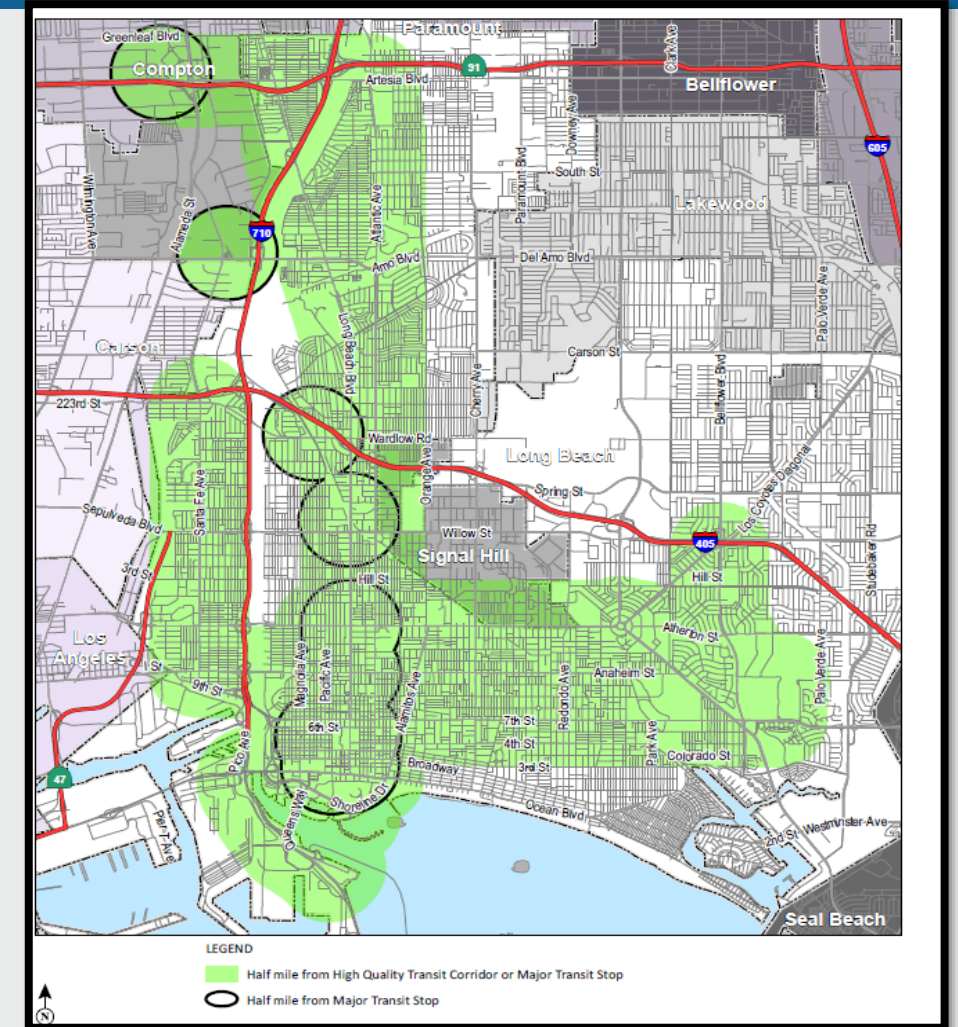 Paramount
Greenleaf Blvd
Clark Ave
Compton
91
Artesia Blvd
Bellflower
Downey Ave
605
Paramount Blvd
South St
Wilmington Ave
Alameda St
Atlantic Ave
Lakewood
710
Amo Blvd
Del Amo Blvd
Palo Verde Ave
Long Beach Blvd
Carson
Carson St
Cherry Ave
Bellflower Blvd
223rd St
Wardlow Rd
Orange Ave
Long Beach
Los Coyotes Diagonal
Santa Fe Ave
Spring St
Sepulveda Blvd
Willow St
405
Signal Hill
Studebaker Rd
3rd St
Hill St
Hill St
Atherton St
Los
Angeles
I St
Magnolia Ave
Pacific Ave
Palo Verde Ave
Anaheim St
9th St
Alamitos Ave
Redondo Ave
6th St
7th St
4th St
Park Ave
Pico Ave
Colorado St
3rd St
Broadway
47
Shoreline Dr
Ocean Blvd
Queens Way
Pier T Ave
2nd St
Westminster Ave
Seal Beach
LEGEND
Half mile from High Quality Transit Corridor or Major Transit Stop
Half mile from Major Transit Stop
N